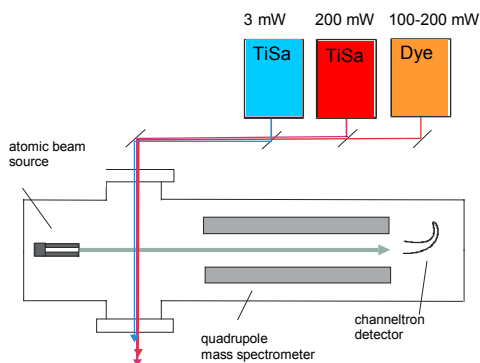 3 mW
200 mW
100-200 mW
TiSa
TiSa
Dye
atomic beam
source
quadrupole
mass spectrometer
channeltron
detector